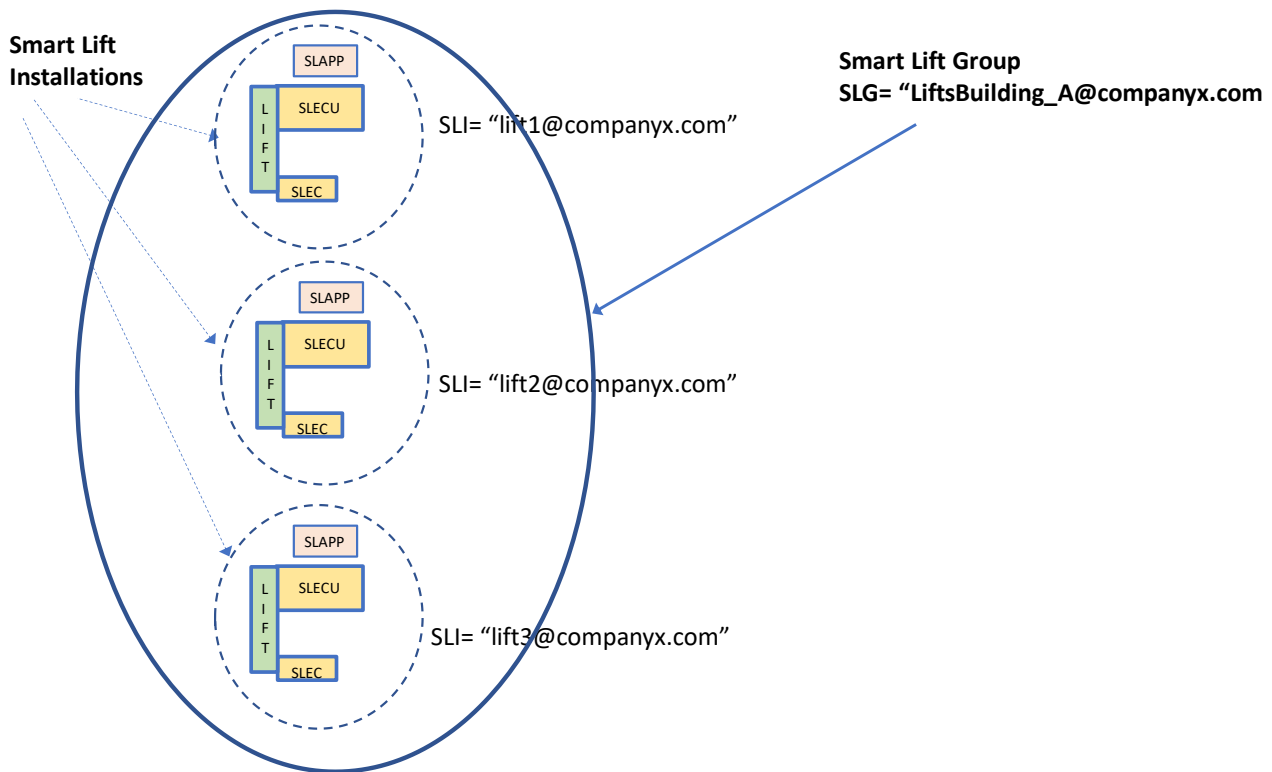 Smart Lift
Installations
Smart Lift Group
SLG= “LiftsBuilding_A@companyx.com
SLAPP
L
I
F
T
SLECU
SLEC
SLI= “lift1@companyx.com”
SLAPP
L
I
F
T
SLECU
SLEC
SLI= “lift2@companyx.com”
SLAPP
L
I
F
T
SLECU
SLEC
SLI= “lift3@companyx.com”